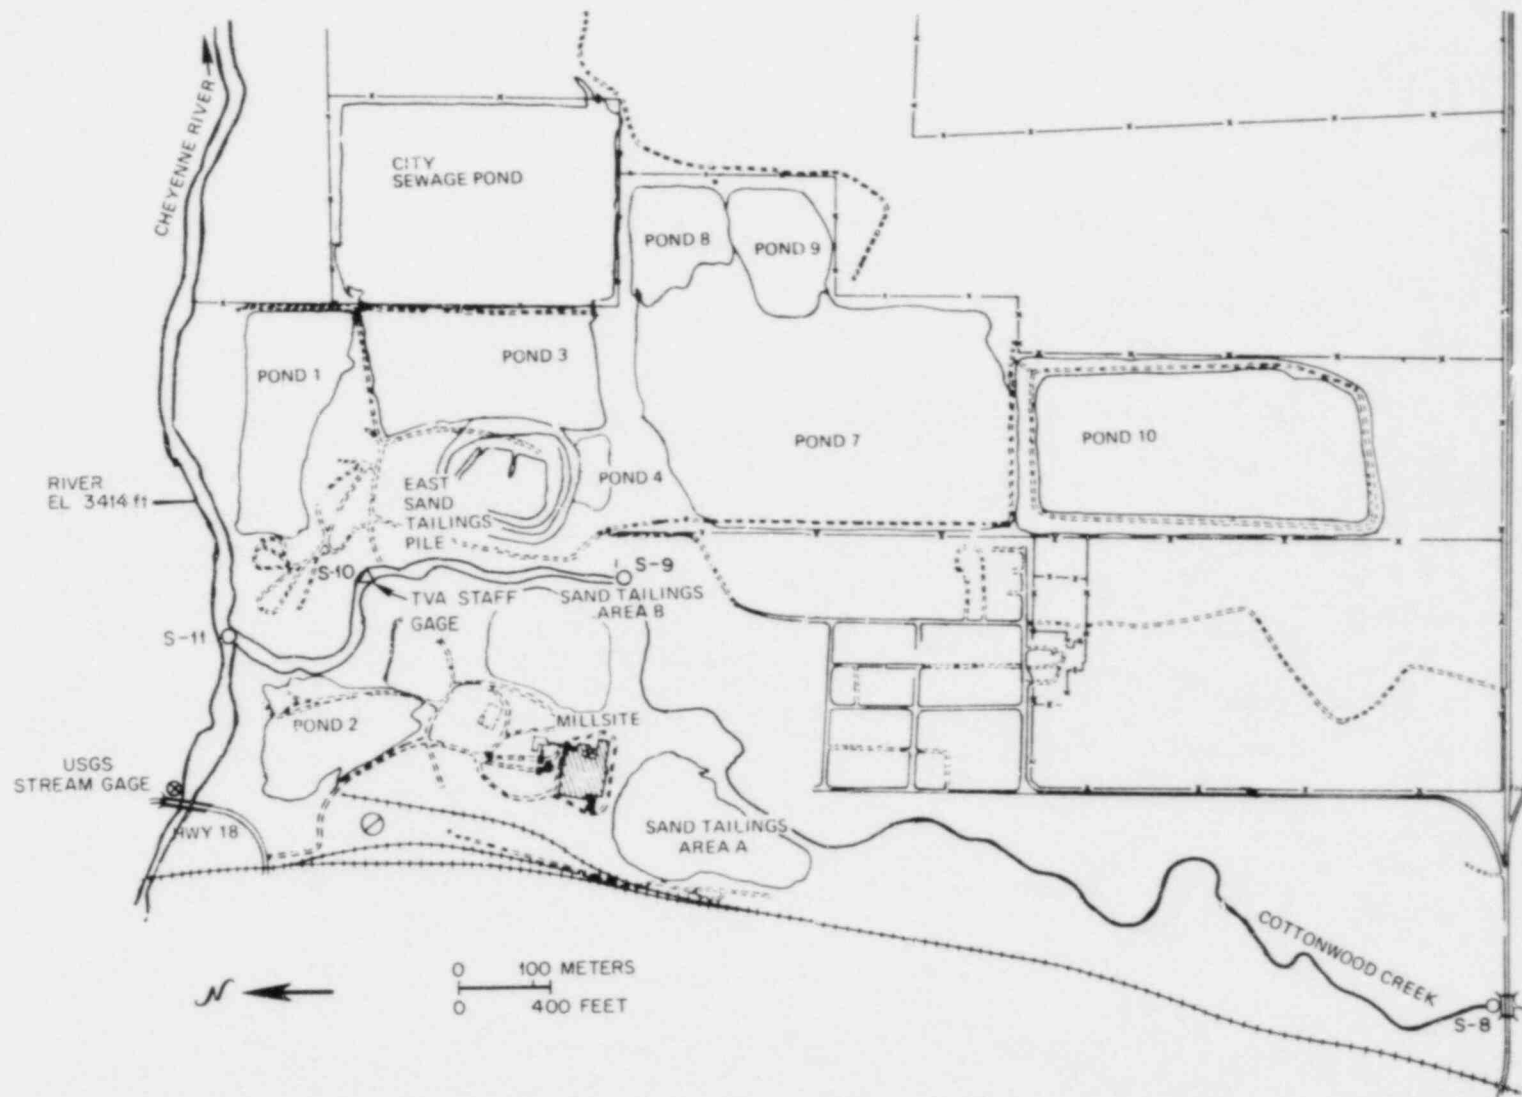 CHEYENNE RIVER
CITY
SEWAGE POND
POND 8
POND 9
POND 3
POND 1
POND 7
POND 10
RIVER
EL 3414 ft
EAST
SAND
TAILINGS
PILE
POND 4
S-10
S-9
TVA STAFF
GAGE
SAND TAILINGS
AREA B
S-11
POND 2
MILLSITE
USGS
STREAM GAGE
HWY 18
SAND TAILINGS
AREA A
COTTONWOOD CREEK
S-8
N
0 100 METERS
0 400 FEET